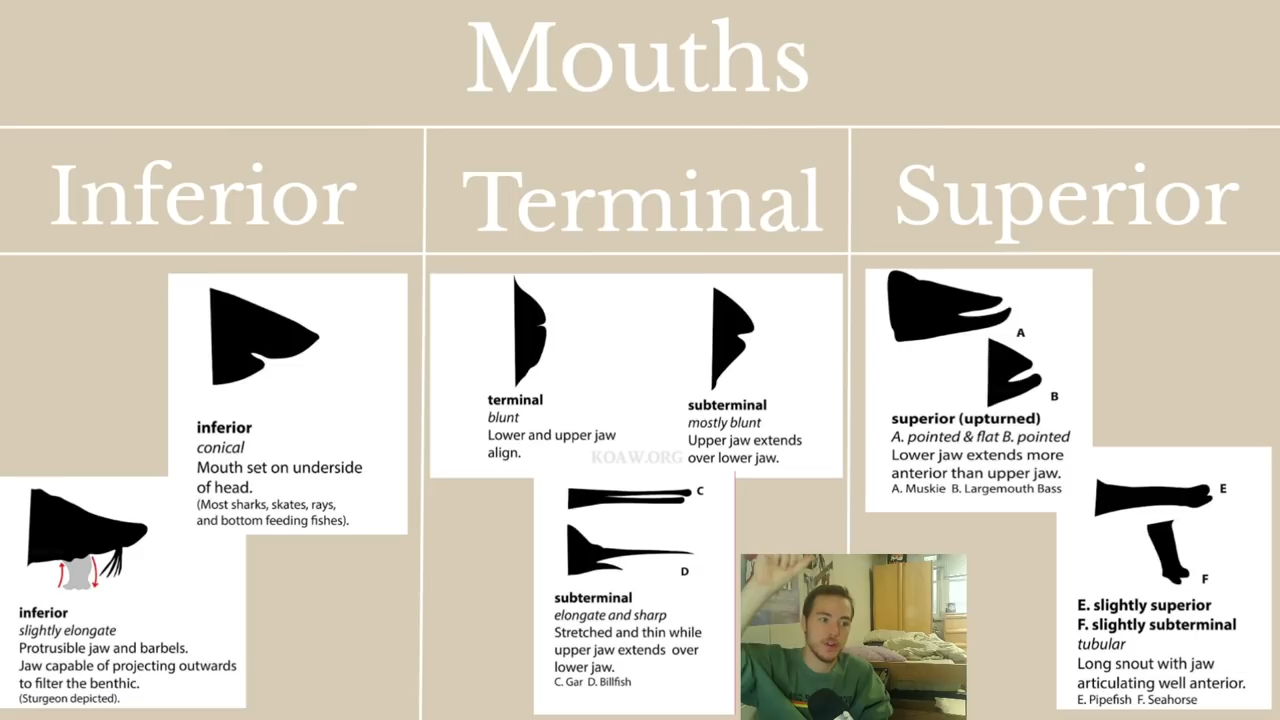 Mouths
Inferior
Terminal
Superior
inferior
conical
Mouth set on underside
of head.
(Most sharks, skates, rays,
and bottom feeding fishes).
inferior
slightly elongate
Protrusible jaw and barbels.
Jaw capable of projecting outwards
to filter the benthic.
(Sturgeon depicted).
terminal
blunt
Lower and upper jaw
align.
subterminal
mostly blunt
Upper jaw extends
over lower jaw.
KOAW.ORG
C
D
subterminal
elongate and sharp
Stretched and thin while
upper jaw extends over
lower jaw.
C. Gar D. Billfish
A
B
superior (upturned)
A. pointed & flat B. pointed
Lower jaw extends more
anterior than upper jaw.
A. Muskie B. Largemouth Bass
E
F
E. slightly superior
F. slightly subterminal
tubular
Long snout with jaw
articulating well anterior.
E. Pipefish F. Seahorse